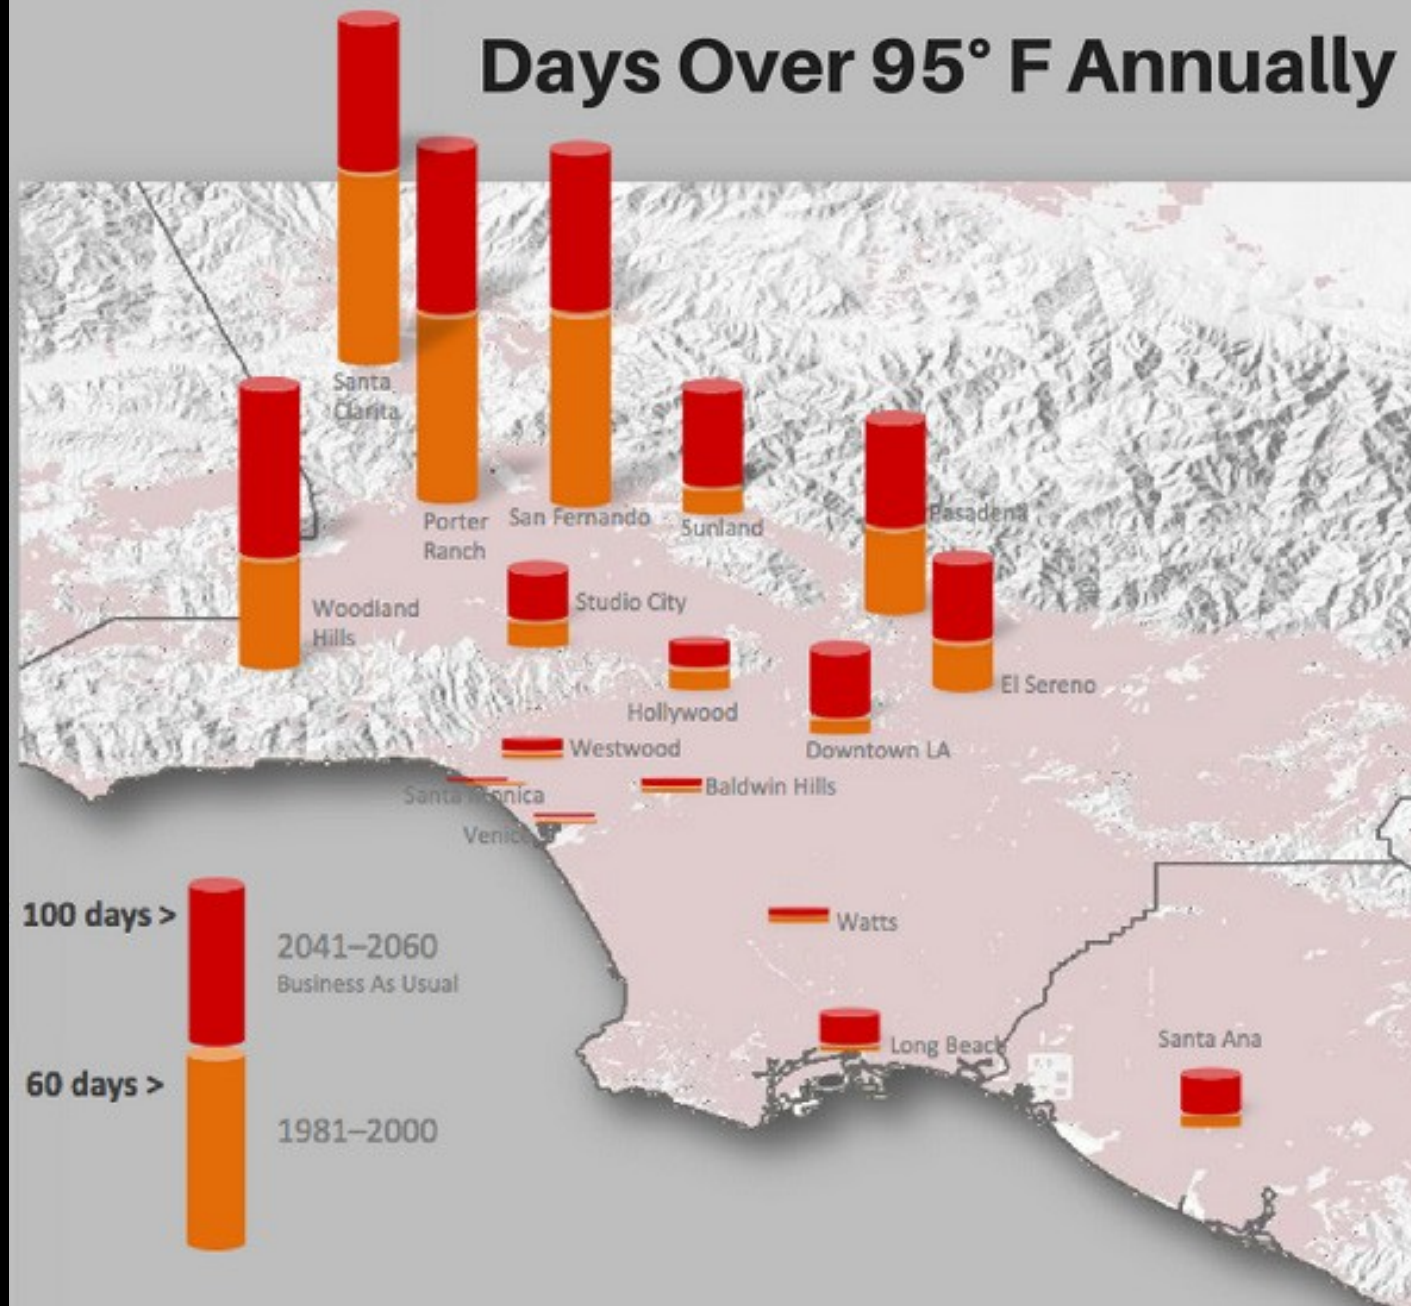 Days Over 95° F Annually
Santa
Clarita
Porter
Ranch
San Fernando
Sunland
Pasadena
Woodland
Hills
Studio City
El Sereno
Hollywood
Downtown LA
Westwood
Santa Monica
Baldwin Hills
Venice
Watts
Long Beach
Santa Ana
100 days >
2041–2060
Business As Usual
60 days >
1981–2000